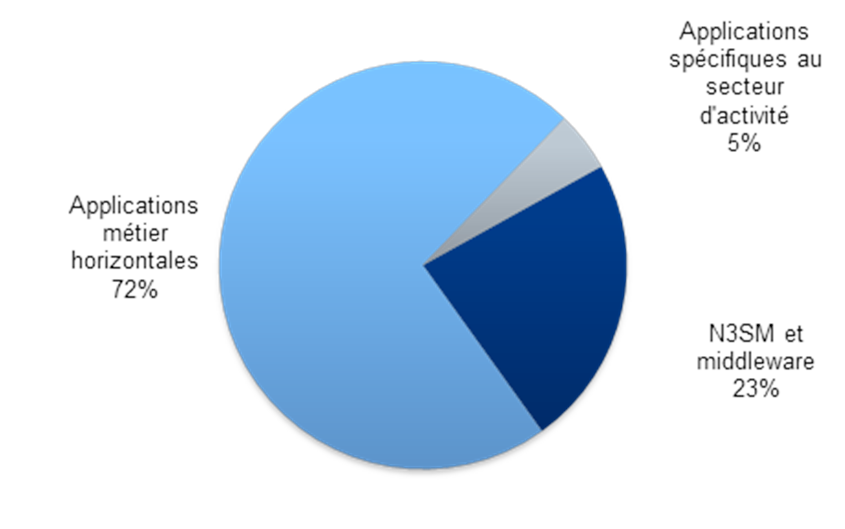 Applications
spécifiques au
secteur
d'activité
5%
Applications
métier
horizontales
72%
N3SM et
middleware
23%